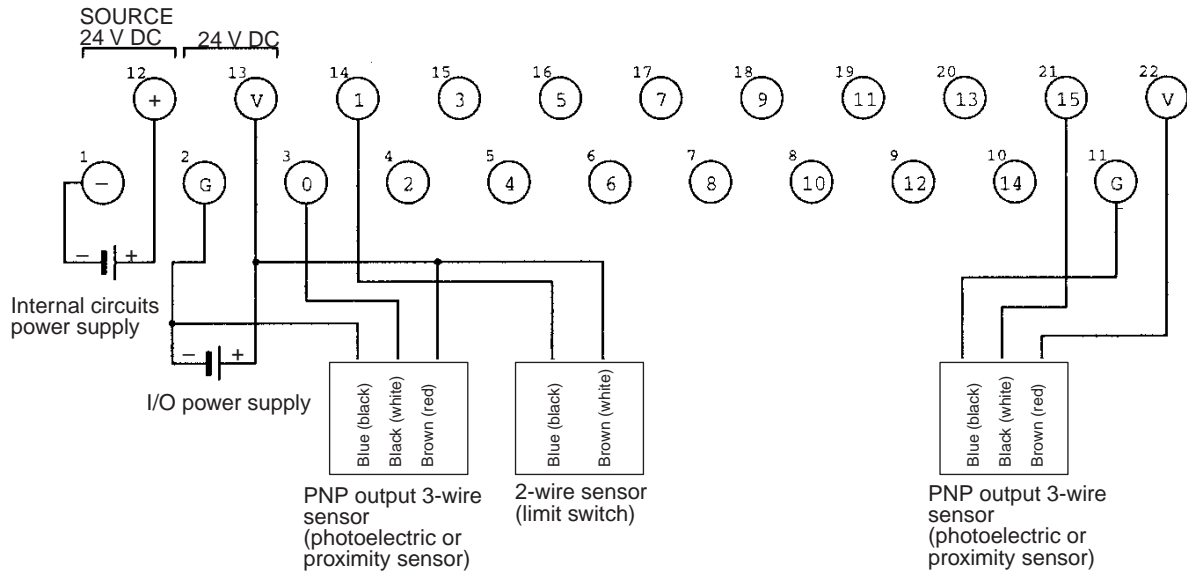 SOURCE
24 V DC 24 V DC
12 13 14 15 16 17 18 19 20 21 22
+ V 1 3 5 7 9 11 13 15 V
1 2 3 4 5 6 7 8 9 10 11
− G 0 2 4 6 8 10 12 14 G
− +
Internal circuits
power supply
− +
I/O power supply
Blue (black)
Black (white)
Brown (red)
PNP output 3-wire
sensor
(photoelectric or
proximity sensor)
Blue (black)
Brown (white)
2-wire sensor
(limit switch)
Blue (black)
Black (white)
Brown (red)
PNP output 3-wire
sensor
(photoelectric or
proximity sensor)